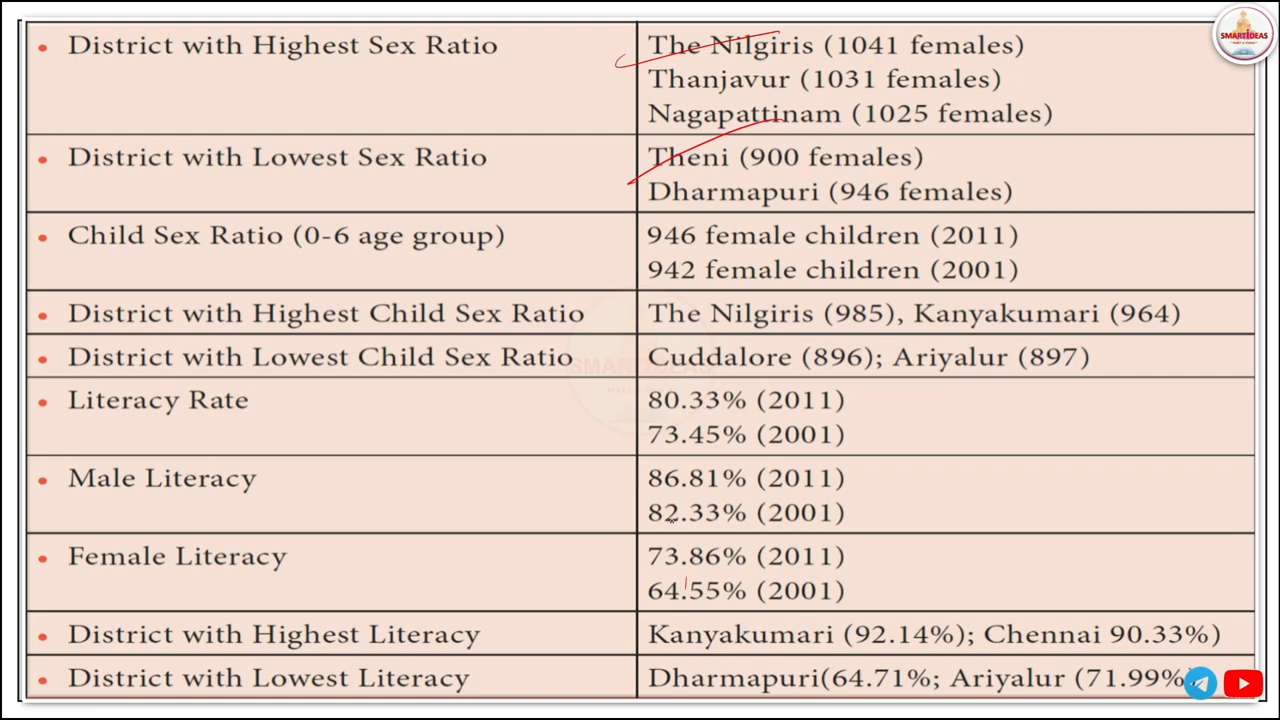 SMARTIDEAS
• District with Highest Sex Ratio
The Nilgiris (1041 females)
Thanjavur (1031 females)
Nagapattinam (1025 females)
• District with Lowest Sex Ratio
Theni (900 females)
Dharmapuri (946 females)
• Child Sex Ratio (0-6 age group)
946 female children (2011)
942 female children (2001)
• District with Highest Child Sex Ratio
The Nilgiris (985), Kanyakumari (964)
• District with Lowest Child Sex Ratio
Cuddalore (896); Ariyalur (897)
SMARTIDEAS
• Literacy Rate
80.33% (2011)
73.45% (2001)
• Male Literacy
86.81% (2011)
82.33% (2001)
• Female Literacy
73.86% (2011)
64.55% (2001)
• District with Highest Literacy
Kanyakumari (92.14%); Chennai 90.33%)
• District with Lowest Literacy
Dharmapuri(64.71%; Ariyalur (71.99%)